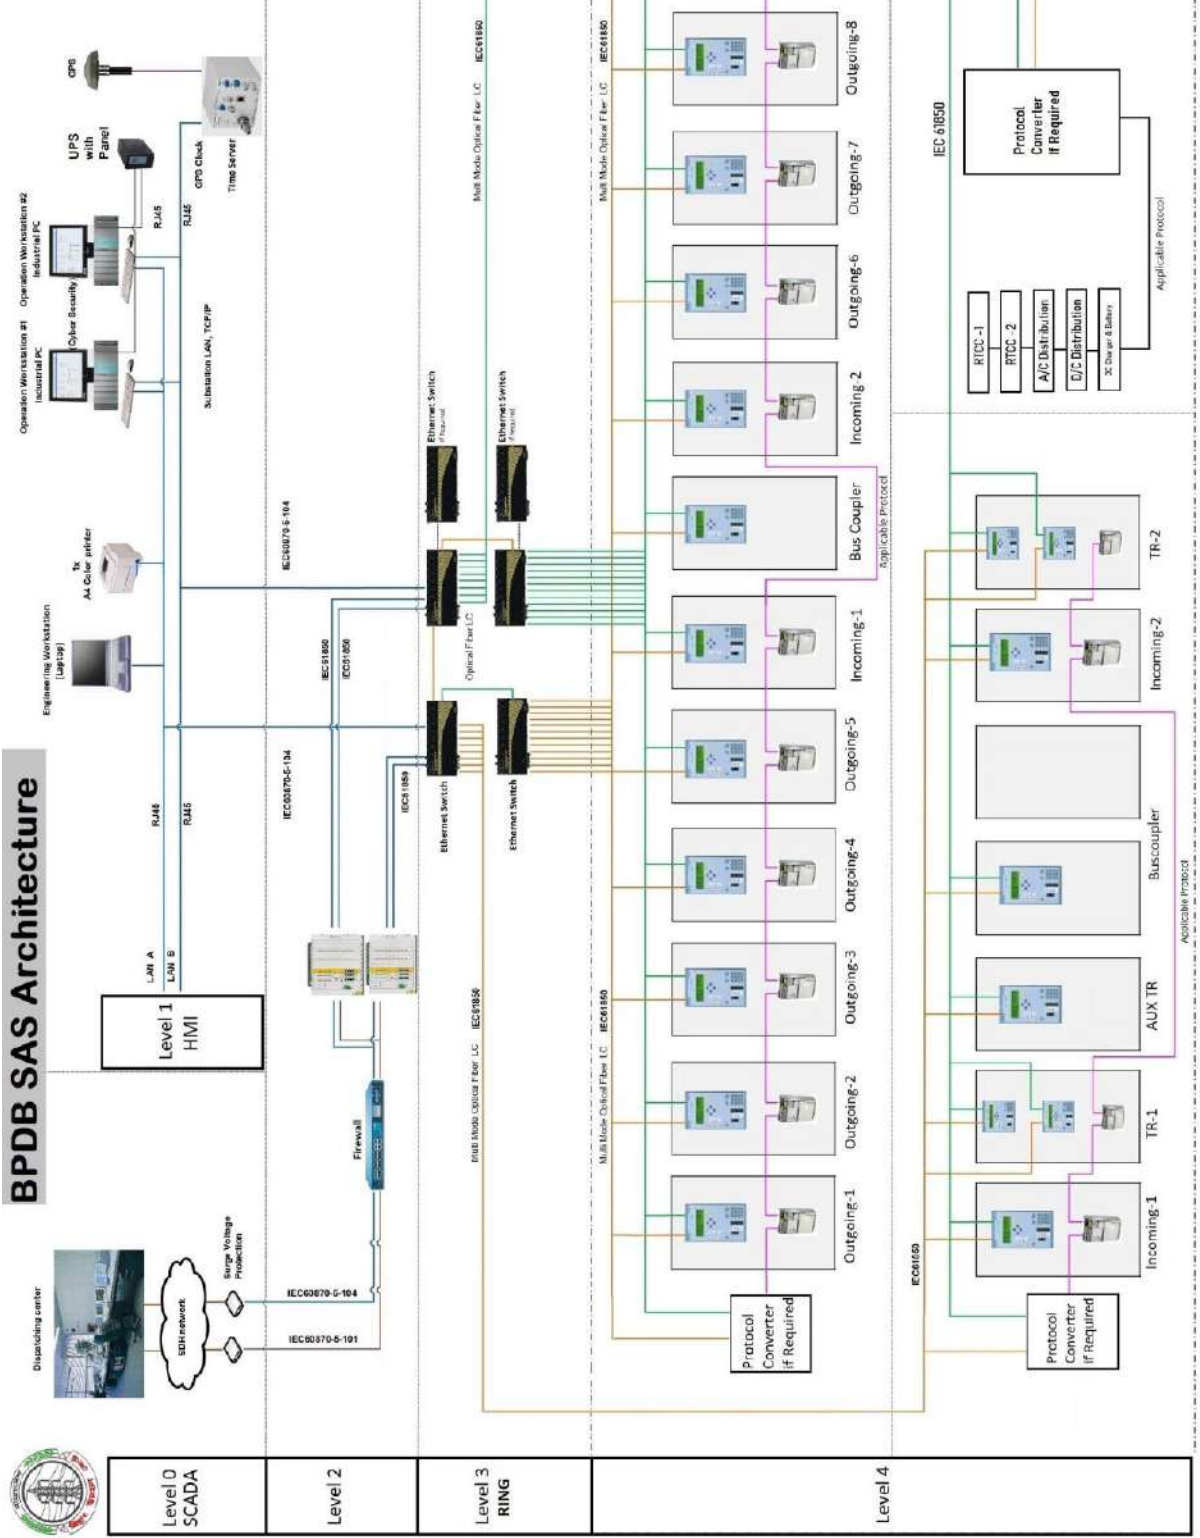 BPDB SAS Architecture
Level 0
SCADA
Dispatching center
SDH network
Surge Voltage
Protection
Level 1
HMI
LAN A
LAN B
RJ45
RJ45
Engineering Workstation
(Laptop)
1x
A4 Color printer
Operation Workstation #1
Industrial PC
(Cyber Security)
Operation Workstation #2
Industrial PC
UPS
with
Panel
GPS
RJ45
RJ45
GPS Clock
Time Server
Substation LAN, TCP/IP
Level 2
IEC60870-5-101
IEC60870-5-104
Firewall
IEC60870-5-104
IEC60870-5-104
IEC61850
IEC61850
IEC61850
Level 3
RING
Multi Mode Optical Fiber LC
IEC61850
Ethernet Switch
Ethernet Switch
Optical Fiber LC
Ethernet Switch
if Required
Ethernet Switch
if Required
Multi Mode Optical Fiber LC
IEC61850
Level 4
Multi Mode Optical Fiber LC
IEC61850
Multi Mode Optical Fiber LC
IEC61850
Protocol
Converter
if Required
Outgoing-1
Outgoing-2
Outgoing-3
Outgoing-4
Outgoing-5
Incoming-1
Bus Coupler
Incoming-2
Outgoing-6
Outgoing-7
Outgoing-8
Applicable Protocol
IEC61850
Protocol
Converter
if Required
Incoming-1
TR-1
AUX TR
Buscoupler
Incoming-2
TR-2
Applicable Protocol
IEC 61850
RTCC -1
RTCC -2
A/C Distribution
D/C Distribution
DC Charger & Battery
Protocol
Converter
if Required
Applicable Protocol